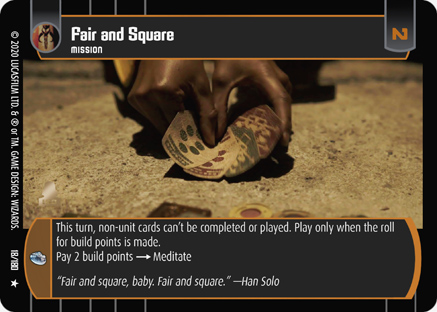 Fair and Square
MISSION
N
© 2020 LUCASFILM LTD. & ® or TM. GAME DESIGN: WIZARDS.
This turn, non-unit cards can't be completed or played. Play only when the roll
for build points is made.
Pay 2 build points → Meditate
"Fair and square, baby. Fair and square." —Han Solo
18/180 ★